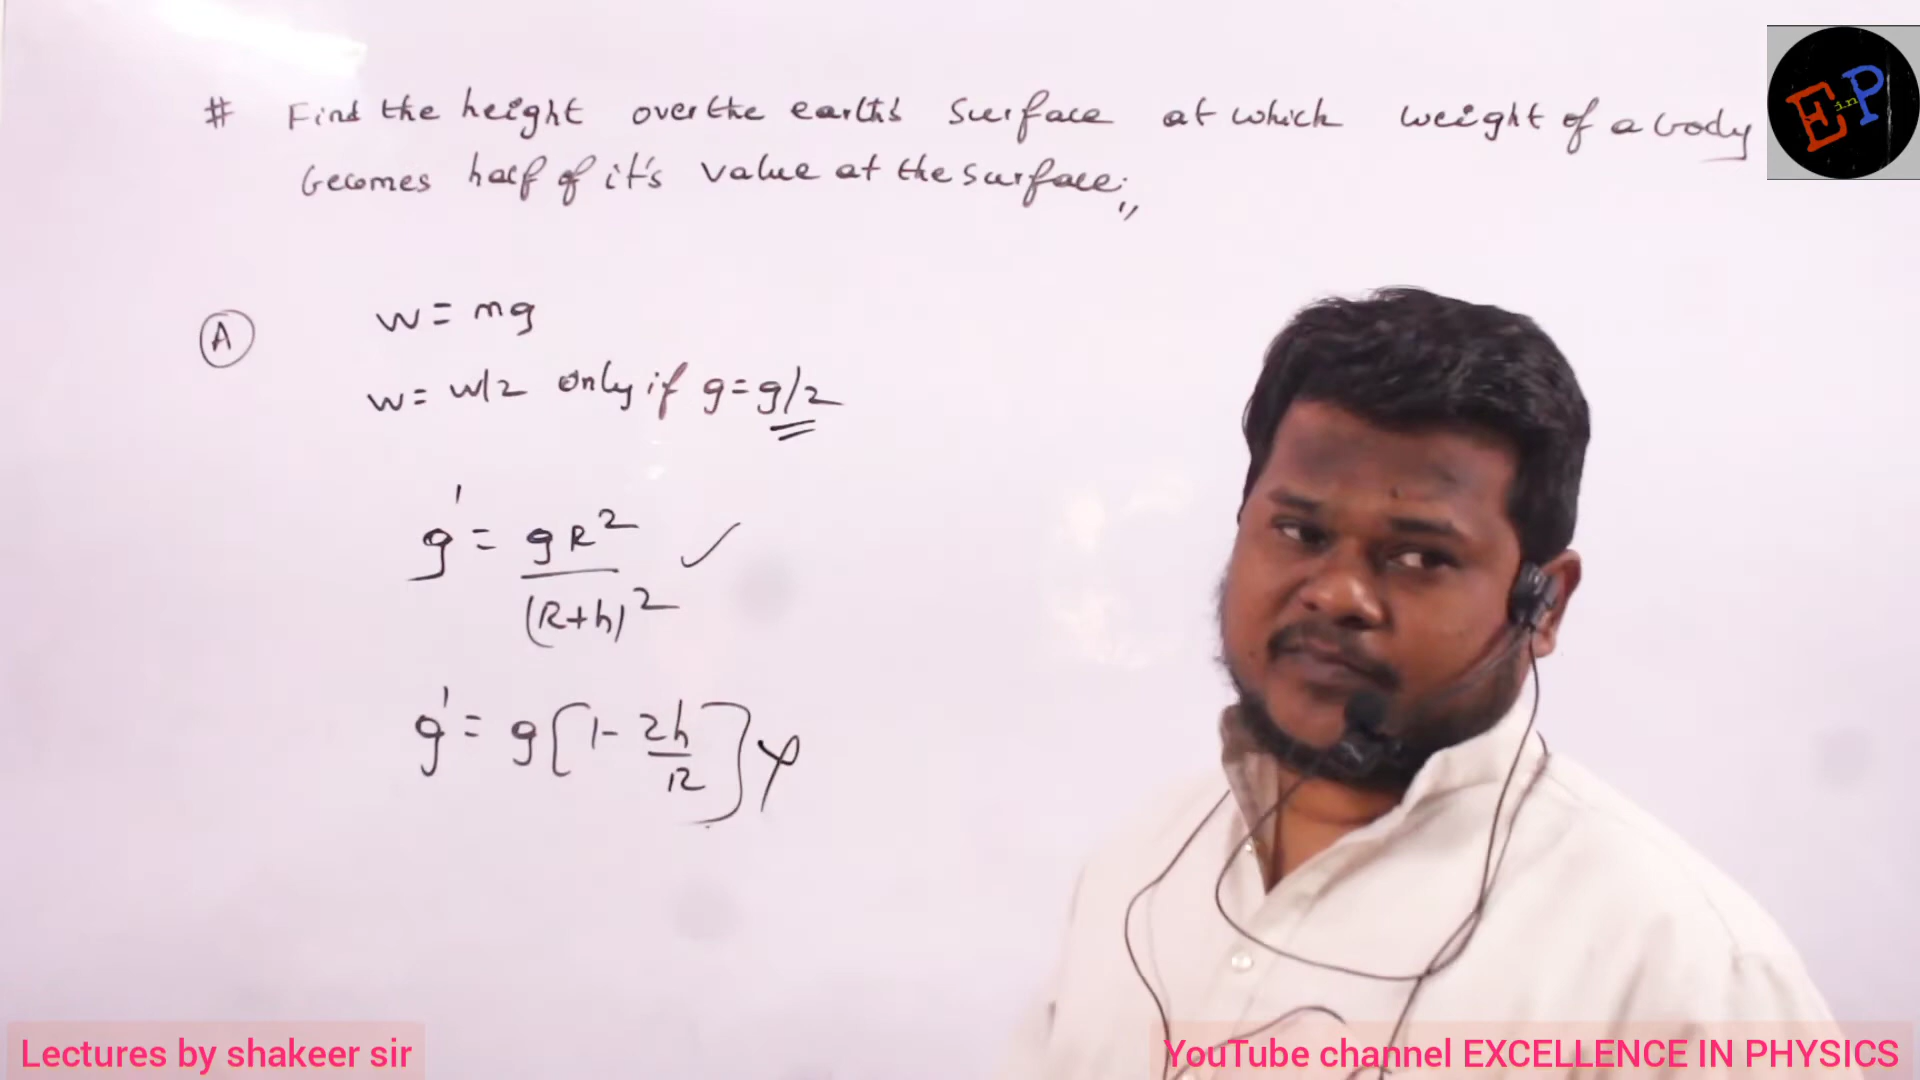 # Find the height over the earth's surface at which weight of a body
becomes half of it's value at the surface.,,
E in P
A
w = mg
w = w/2 only if g = g/2
g' = gR²/(R+h)² ✓
g' = g[1 - 2h/R] ✗
Lectures by shakeer sir
YouTube channel EXCELLENCE IN PHYSICS